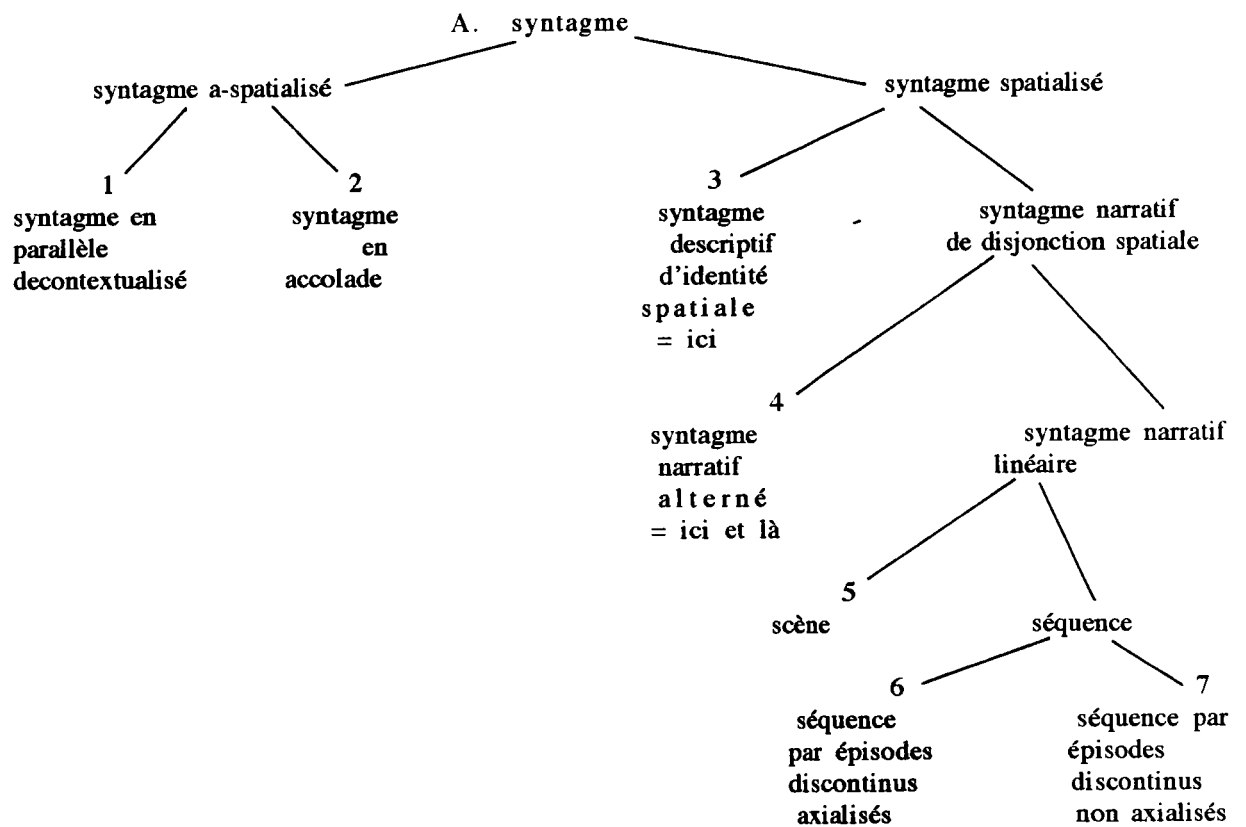 A. syntagme
syntagme a-spatialisé
syntagme spatialisé
1
syntagme en
parallèle
decontextualisé
2
syntagme
en
accolade
3
syntagme
descriptif
d'identité
spatiale
= ici
syntagme narratif
de disjonction spatiale
4
syntagme
narratif
alterné
= ici et là
syntagme narratif
linéaire
5
scène
séquence
6
séquence
par épisodes
discontinus
axialisés
7
séquence par
épisodes
discontinus
non axialisés